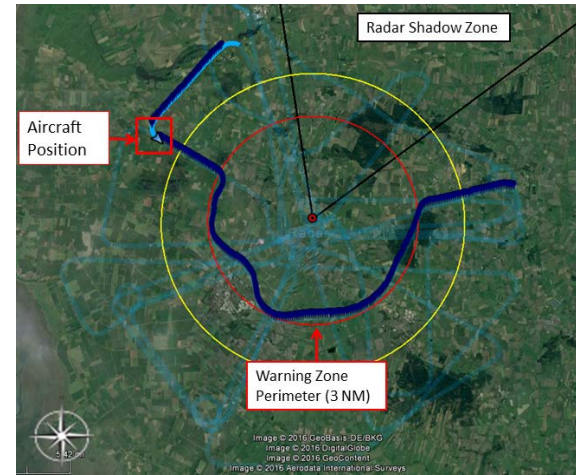 Radar Shadow Zone
Aircraft
Position
Warning Zone
Perimeter (3 NM)
Image © 2016 GeoBasis-DE/BKG
Image © 2016 DigitalGlobe
Image © 2016 GeoContent
Image © 2016 Aerodata International Surveys